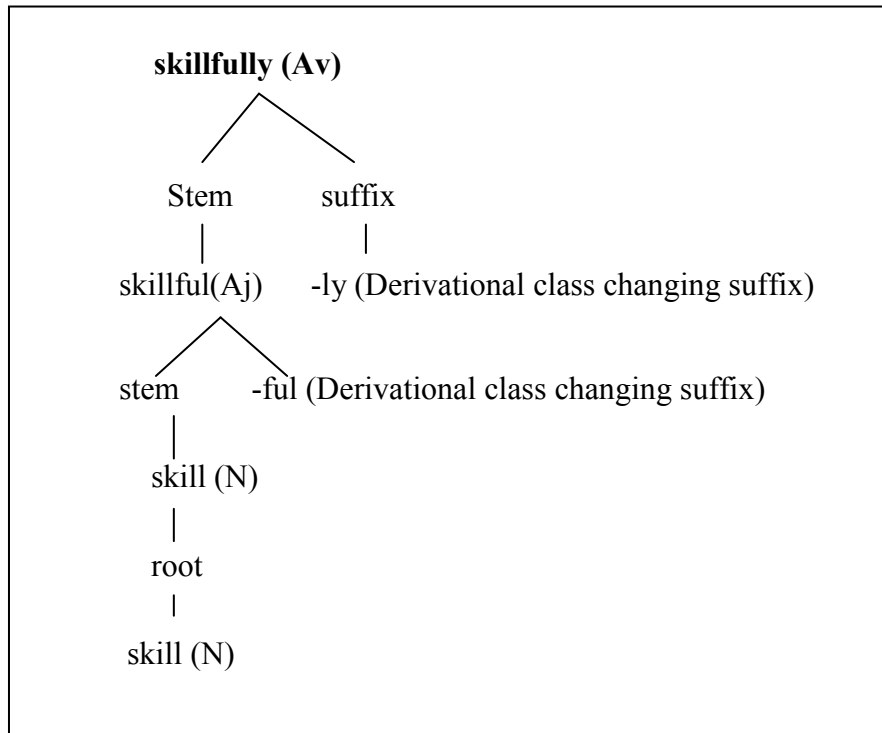 skillfully (Av)
Stem suffix
skillful(Aj) -ly (Derivational class changing suffix)
stem -ful (Derivational class changing suffix)
skill (N)
root
skill (N)